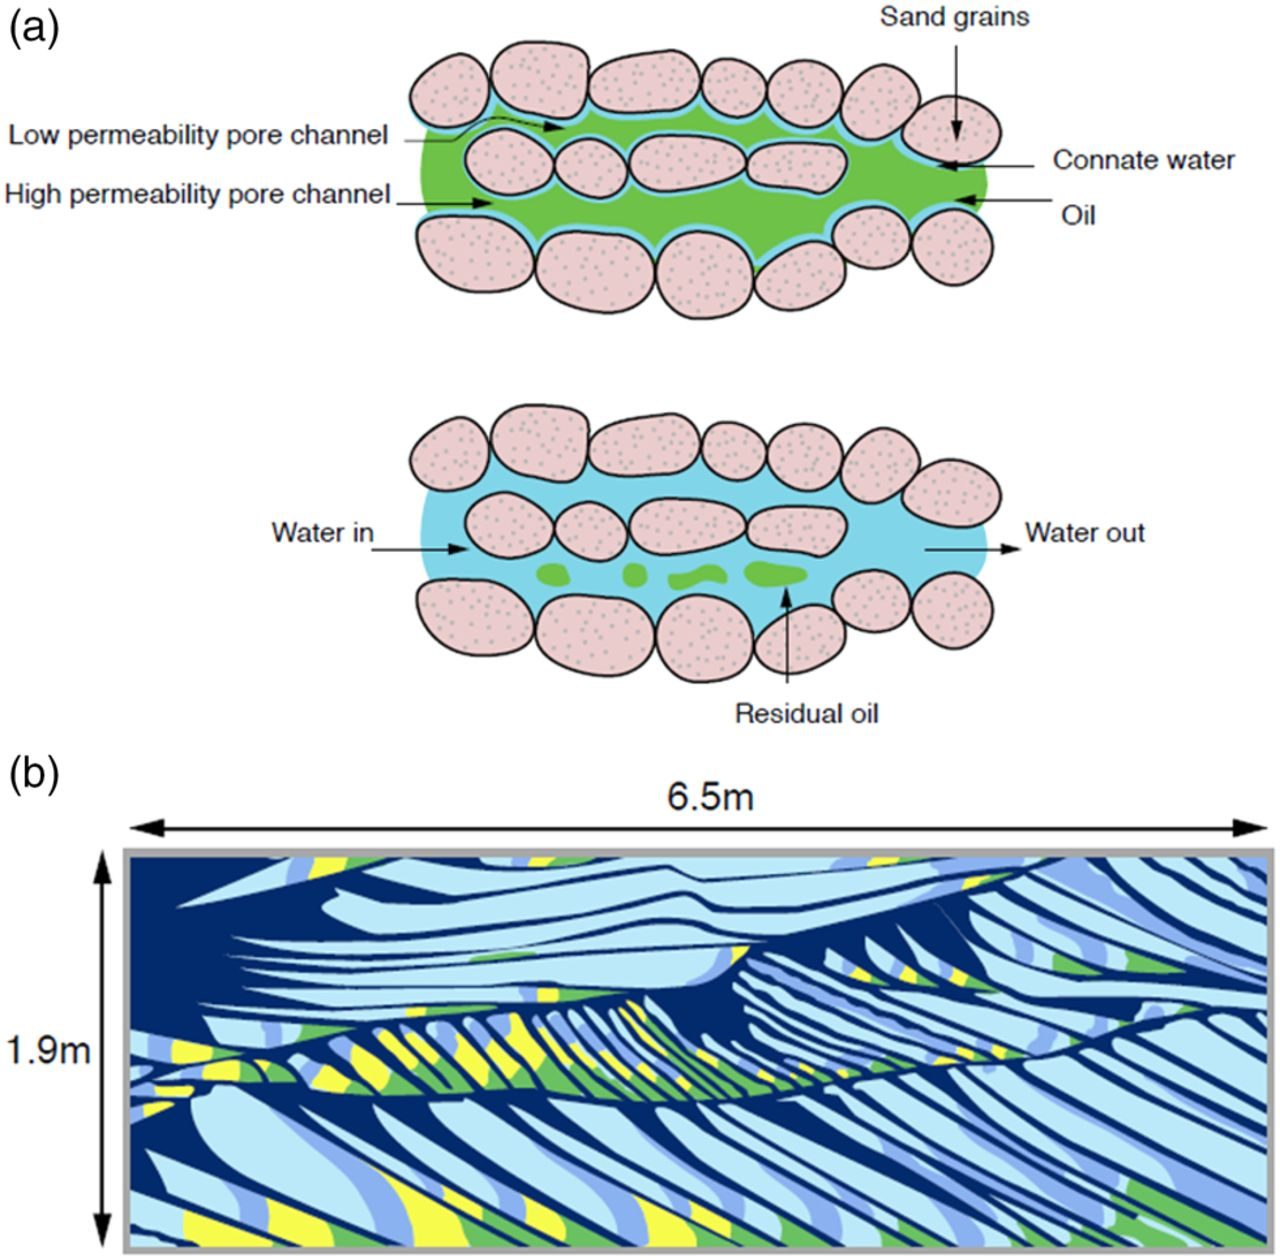 (a)
Sand grains
Low permeability pore channel
Connate water
High permeability pore channel
Oil
Water in
Water out
Residual oil
(b)
6.5m
1.9m